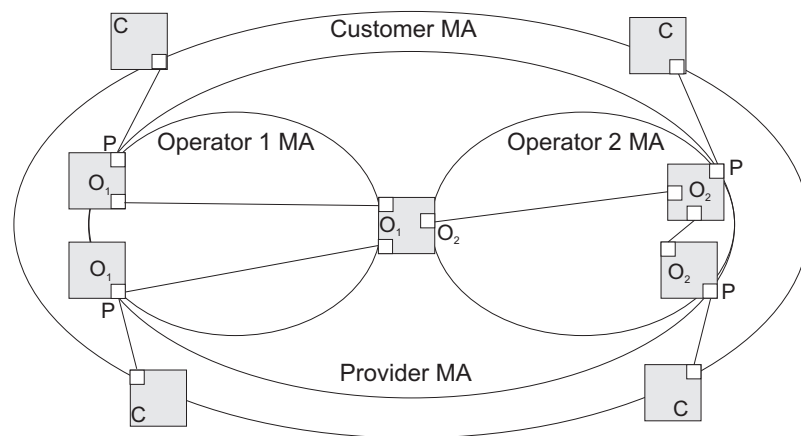 C
Customer MA
C
P
Operator 1 MA
Operator 2 MA
P
O₁
O₂
O₁
O₂
O₁
O₂
P
P
Provider MA
C
C